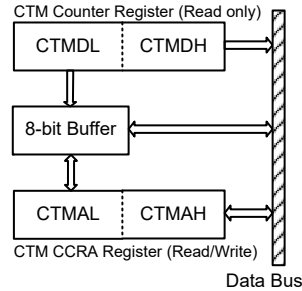 CTM Counter Register (Read only)
CTMDL CTMDH
8-bit Buffer
CTMAL CTMAH
CTM CCRA Register (Read/Write)
Data Bus